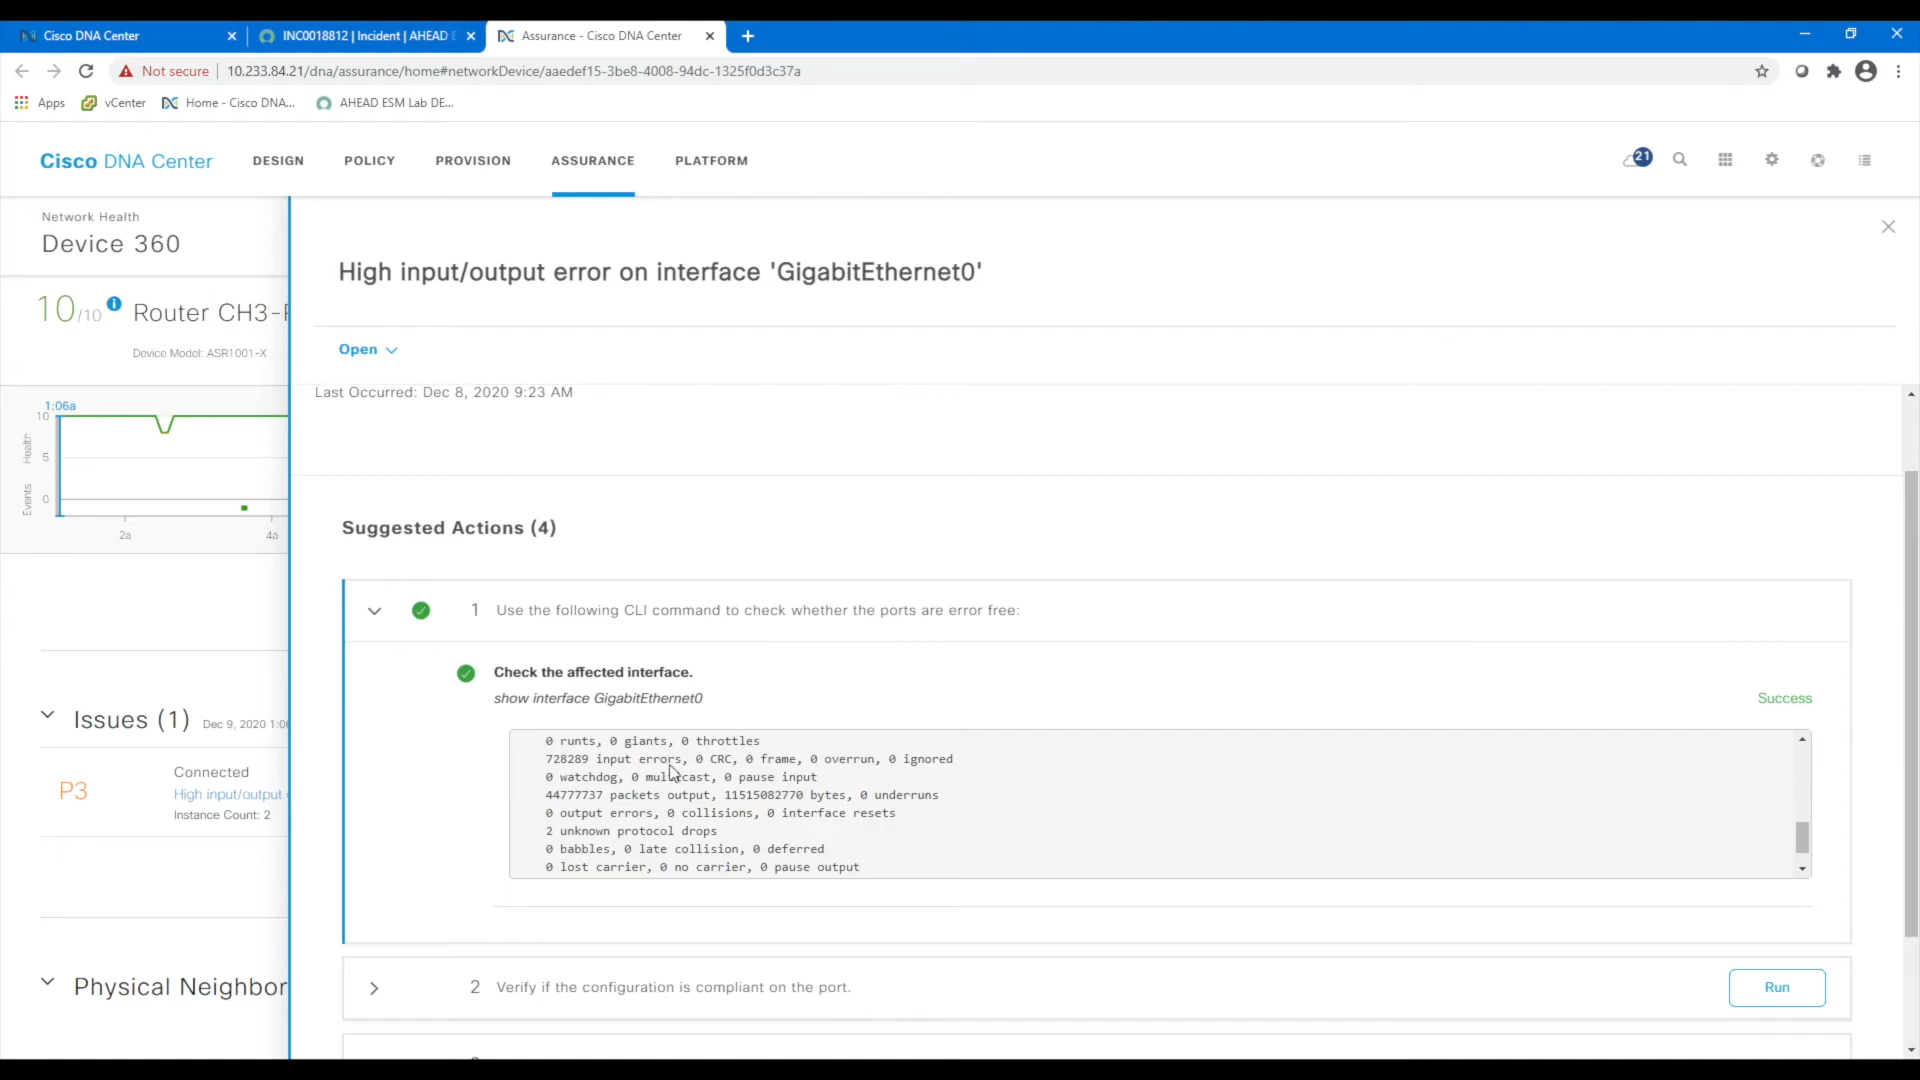 Cisco DNA Center
INC0018812 | Incident | AHEAD E
Assurance - Cisco DNA Center
Not secure
10.233.84.21/dna/assurance/home#networkDevice/aaedef15-3be8-4008-94dc-1325f0d3c37a
Apps
vCenter
Home - Cisco DNA...
AHEAD ESM Lab DE...
Cisco DNA Center
DESIGN
POLICY
PROVISION
ASSURANCE
PLATFORM
21
Network Health
Device 360
10/10
Router CH3-
Device Model: ASR1001-X
1:06a
10
5
0
Health
Events
2a
4a
Issues (1) Dec 9, 2020 1:0
P3
Connected
High input/output
Instance Count: 2
Physical Neighbor
High input/output error on interface 'GigabitEthernet0'
Open
Last Occurred: Dec 8, 2020 9:23 AM
Suggested Actions (4)
1 Use the following CLI command to check whether the ports are error free:
Check the affected interface.
show interface GigabitEthernet0
Success
0 runts, 0 giants, 0 throttles
728289 input errors, 0 CRC, 0 frame, 0 overrun, 0 ignored
0 watchdog, 0 multicast, 0 pause input
44777737 packets output, 11515082770 bytes, 0 underruns
0 output errors, 0 collisions, 0 interface resets
2 unknown protocol drops
0 babbles, 0 late collision, 0 deferred
0 lost carrier, 0 no carrier, 0 pause output
2 Verify if the configuration is compliant on the port.
Run